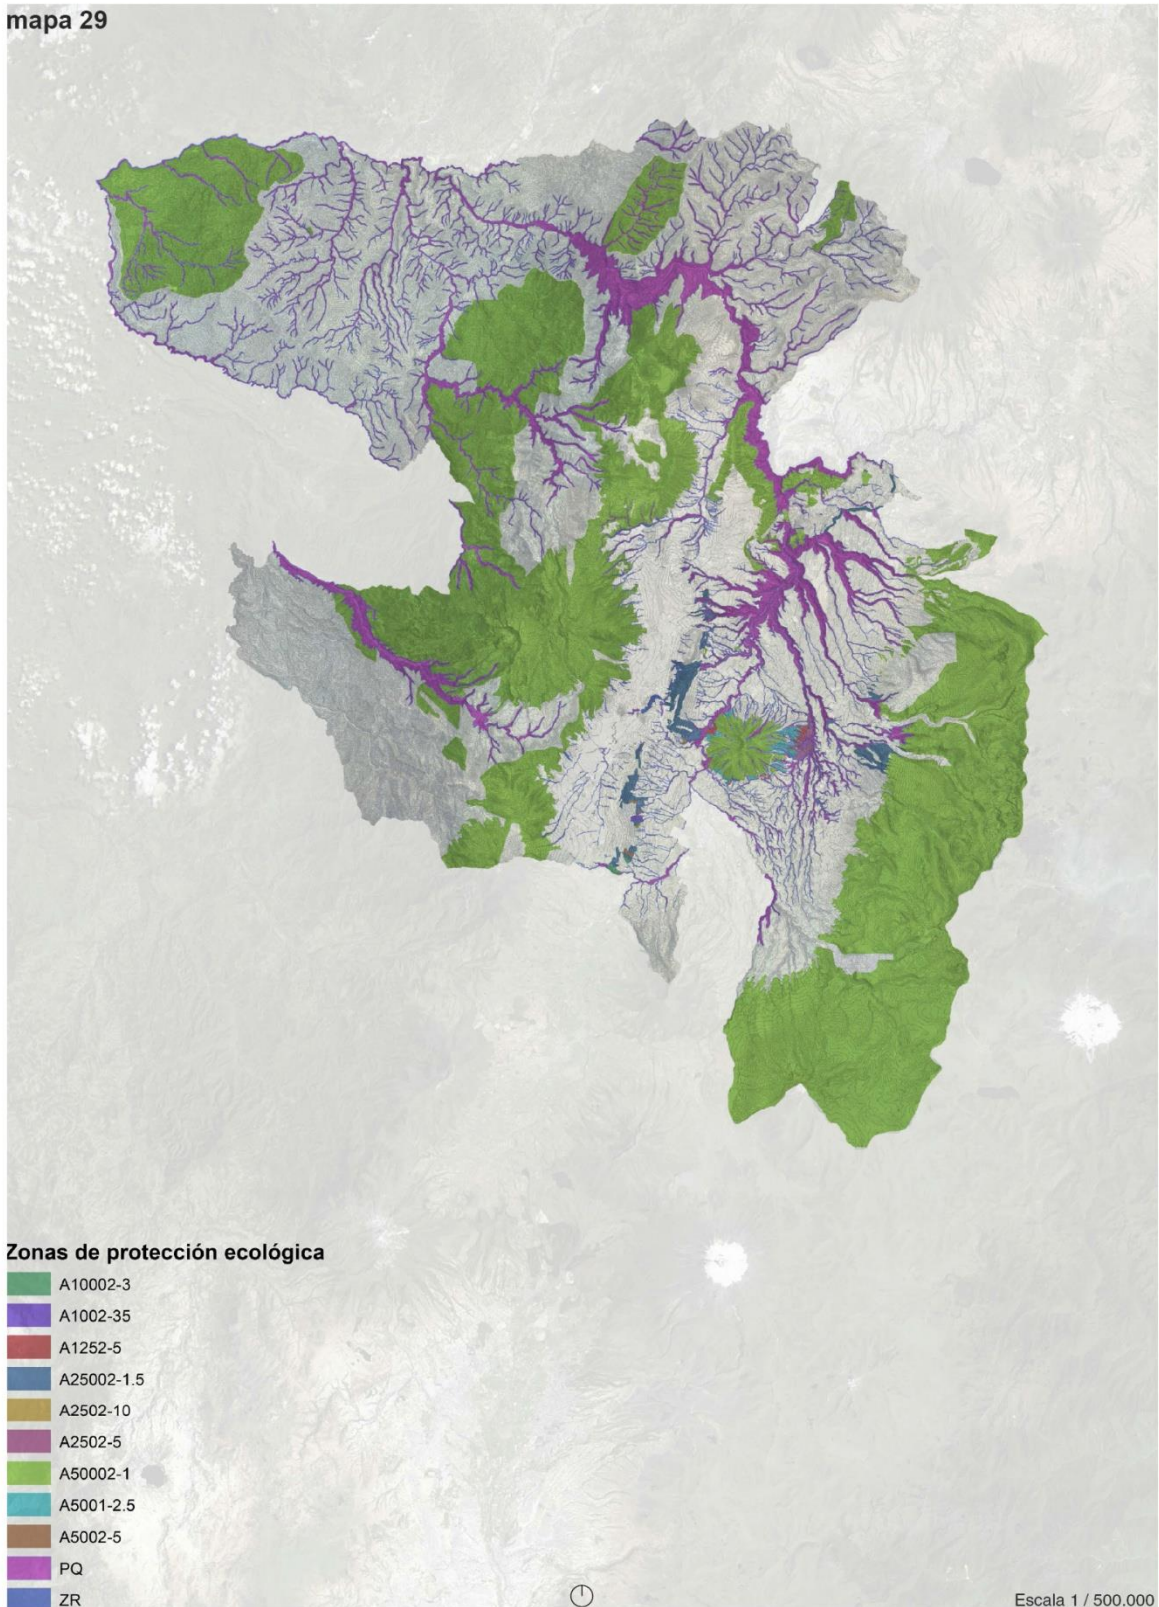 mapa 29
Zonas de protección ecológica
A10002-3
A1002-35
A1252-5
A25002-1.5
A2502-10
A2502-5
A50002-1
A5001-2.5
A5002-5
PQ
ZR
Escala 1 / 500.000